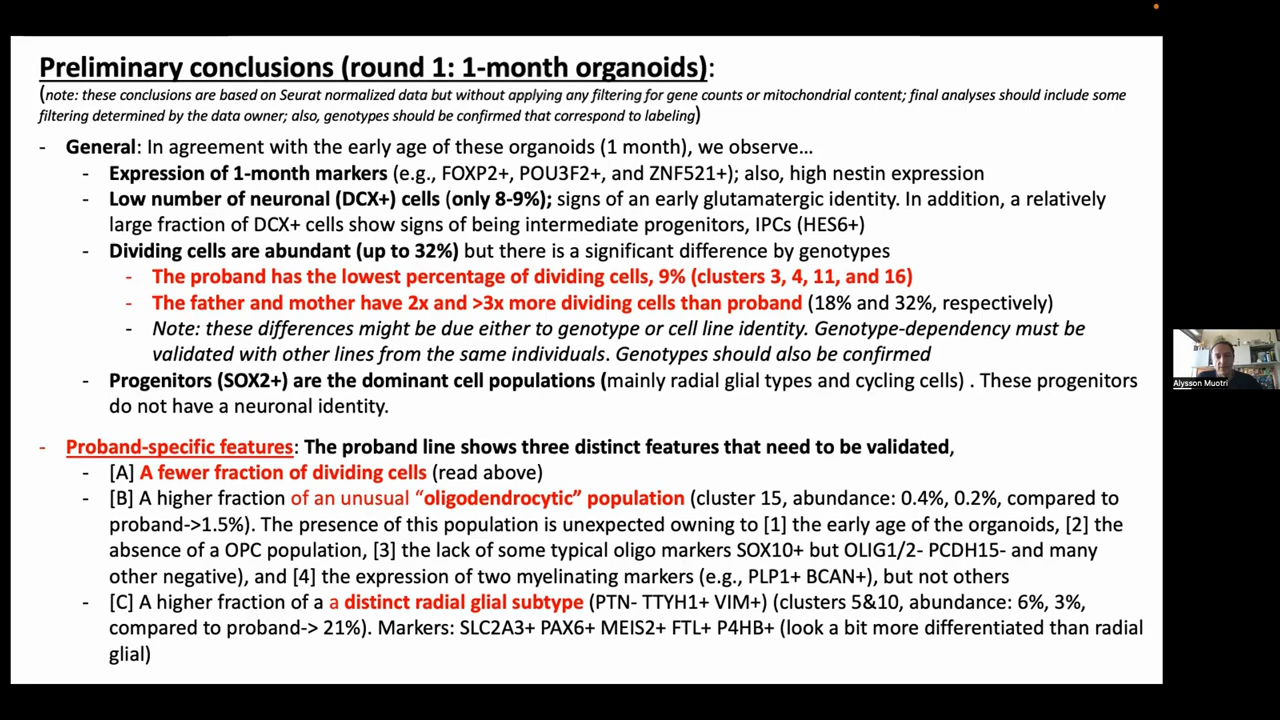 Preliminary conclusions (round 1: 1-month organoids):
(note: these conclusions are based on Seurat normalized data but without applying any filtering for gene counts or mitochondrial content; final analyses should include some
filtering determined by the data owner; also, genotypes should be confirmed that correspond to labeling)
- General: In agreement with the early age of these organoids (1 month), we observe…
- Expression of 1-month markers (e.g., FOXP2+, POU3F2+, and ZNF521+); also, high nestin expression
- Low number of neuronal (DCX+) cells (only 8-9%); signs of an early glutamatergic identity. In addition, a relatively
large fraction of DCX+ cells show signs of being intermediate progenitors, IPCs (HES6+)
- Dividing cells are abundant (up to 32%) but there is a significant difference by genotypes
- The proband has the lowest percentage of dividing cells, 9% (clusters 3, 4, 11, and 16)
- The father and mother have 2x and >3x more dividing cells than proband (18% and 32%, respectively)
- Note: these differences might be due either to genotype or cell line identity. Genotype-dependency must be
validated with other lines from the same individuals. Genotypes should also be confirmed
- Progenitors (SOX2+) are the dominant cell populations (mainly radial glial types and cycling cells) . These progenitors
do not have a neuronal identity.
- Proband-specific features: The proband line shows three distinct features that need to be validated,
- [A] A fewer fraction of dividing cells (read above)
- [B] A higher fraction of an unusual “oligodendrocytic” population (cluster 15, abundance: 0.4%, 0.2%, compared to
proband->1.5%). The presence of this population is unexpected owning to [1] the early age of the organoids, [2] the
absence of a OPC population, [3] the lack of some typical oligo markers SOX10+ but OLIG1/2- PCDH15- and many
other negative), and [4] the expression of two myelinating markers (e.g., PLP1+ BCAN+), but not others
- [C] A higher fraction of a a distinct radial glial subtype (PTN- TTYH1+ VIM+) (clusters 5&10, abundance: 6%, 3%,
compared to proband-> 21%). Markers: SLC2A3+ PAX6+ MEIS2+ FTL+ P4HB+ (look a bit more differentiated than radial
glial)
Alysson Muotri